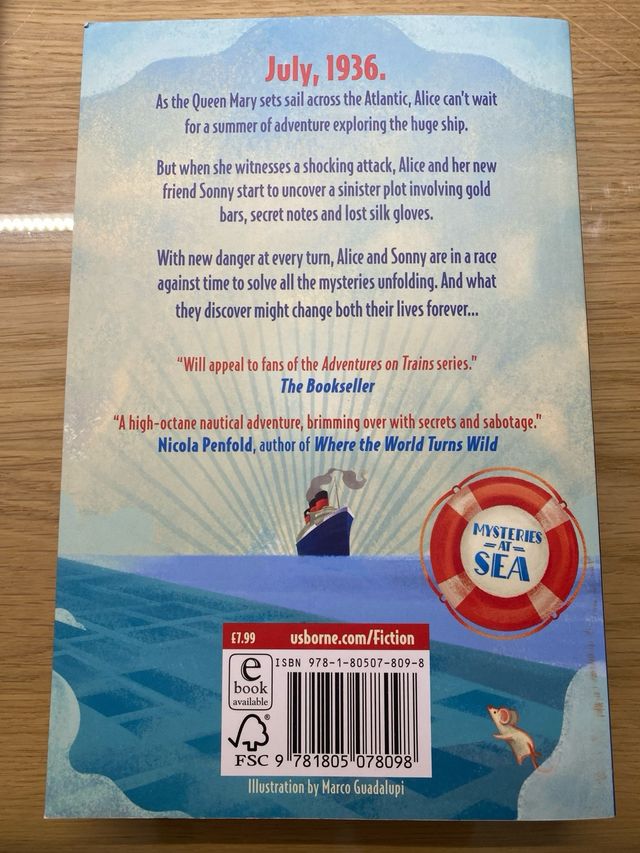 July, 1936.
As the Queen Mary sets sail across the Atlantic, Alice can't wait
for a summer of adventure exploring the huge ship.
But when she witnesses a shocking attack, Alice and her new
friend Sonny start to uncover a sinister plot involving gold
bars, secret notes and lost silk gloves.
With new danger at every turn, Alice and Sonny are in a race
against time to solve all the mysteries unfolding. And what
they discover might change both their lives forever...
"Will appeal to fans of the Adventures on Trains series."
The Bookseller
"A high-octane nautical adventure, brimming over with secrets and sabotage."
Nicola Penfold, author of Where the World Turns Wild
MYSTERIES
AT
SEA
£7.99 usborne.com/Fiction
e
book
available
ISBN 978-1-80507-809-8
FSC
®
9 781805 078098
Illustration by Marco Guadalupi